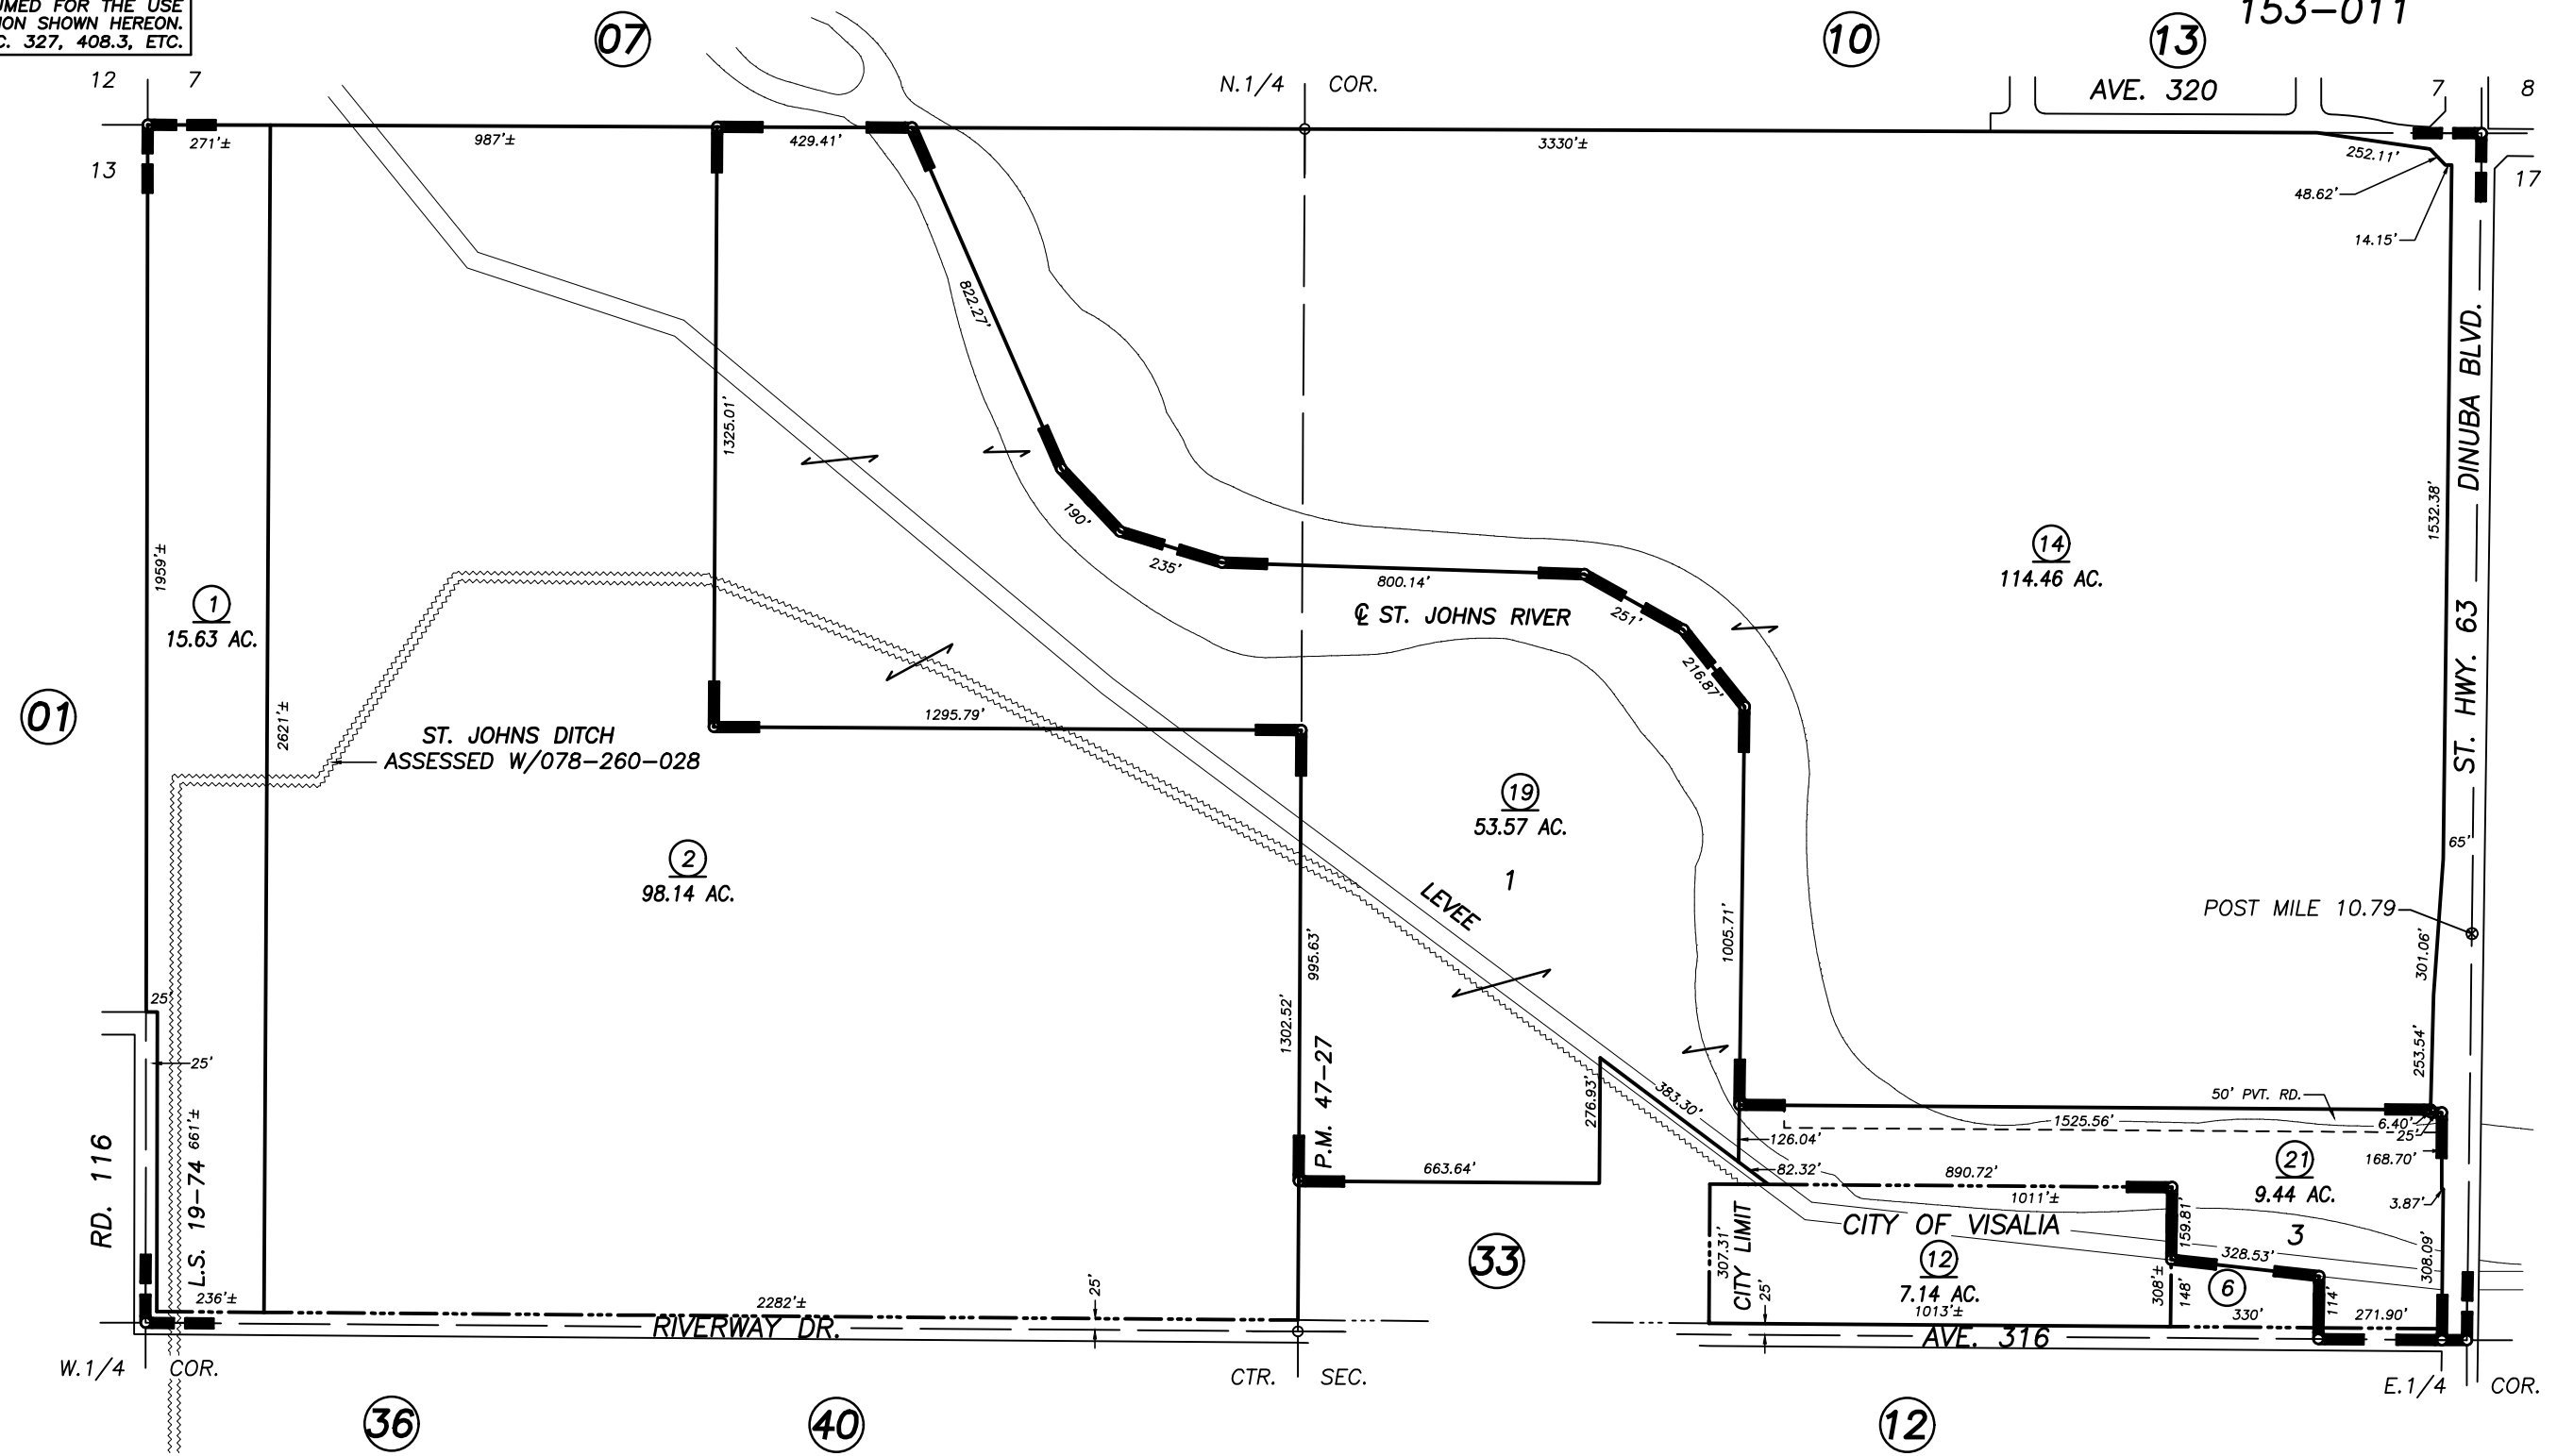 UMED FOR THE USE
ION SHOWN HEREON.
C. 327, 408.3, ETC.
153-011
07
10
13
12
7
N.1/4 COR.
AVE. 320
7
8
13
17
271'±
987'±
429.41'
3330'±
252.11'
48.62'
14.15'
822.27'
1325.01'
190'
235'
800.14'
251'
216.87'
₵ ST. JOHNS RIVER
14
114.46 AC.
1532.38'
ST. HWY. 63
DINUBA BLVD.
1959'±
1
15.63 AC.
2621'±
01
ST. JOHNS DITCH
ASSESSED W/078-260-028
1295.79'
19
53.57 AC.
1
2
98.14 AC.
LEVEE
65'
POST MILE 10.79
995.63'
1302.52'
1005.71'
301.06'
253.54'
25'
25'
P.M. 47-27
276.93'
383.30'
50' PVT. RD.
1525.56'
6.40'
25'
126.04'
82.32'
663.64'
890.72'
1011'±
21
9.44 AC.
168.70'
3.87'
RD. 116
L.S. 19-74
661'±
CITY LIMIT
307.31'
CITY OF VISALIA
159.81'
3
328.53'
308.09'
33
12
7.14 AC.
1013'±
308'±
148'
6
330'
114'
271.90'
236'±
2282'±
25'
25'
RIVERWAY DR.
AVE. 316
W.1/4 COR.
CTR. SEC.
E.1/4 COR.
36
40
12